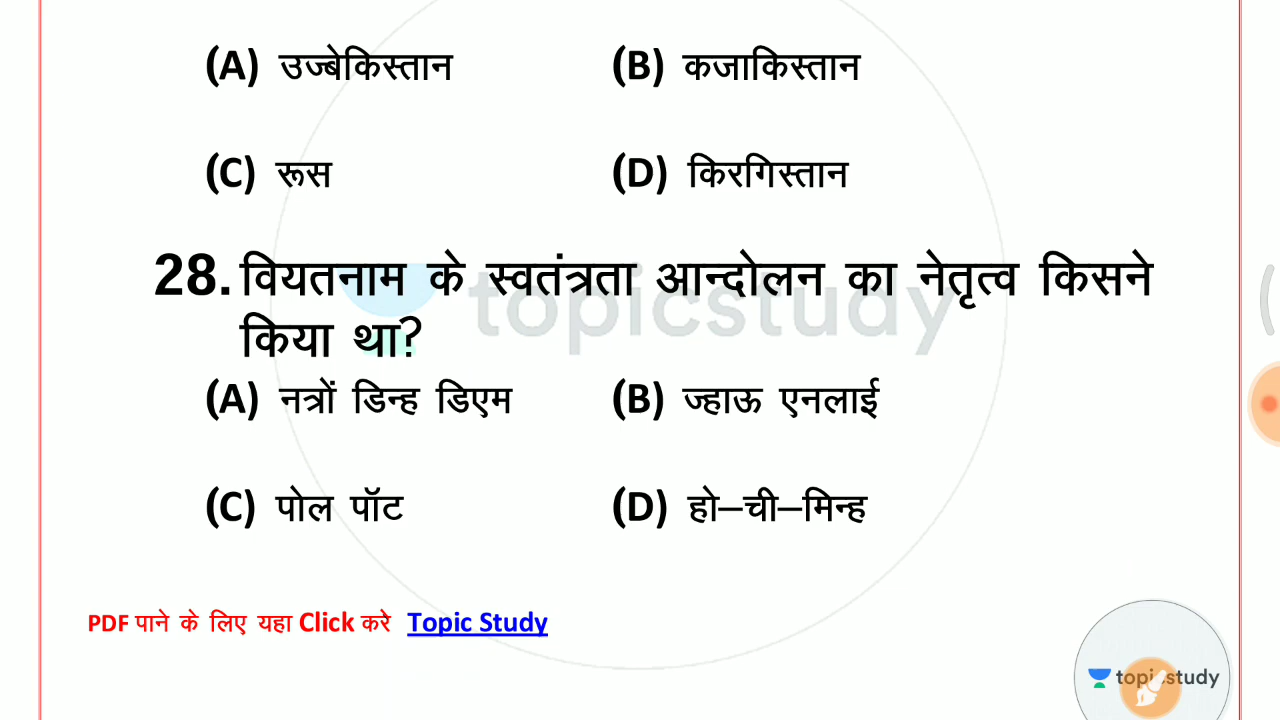 (A) उज्बेकिस्तान (B) कजाकिस्तान
(C) रूस (D) किरगिस्तान
topicstudy
28. वियतनाम के स्वतंत्रता आन्दोलन का नेतृत्व किसने
किया था?
(A) नत्रों डिन्ह डिएम (B) ज्हाऊ एनलाई
(C) पोल पॉट (D) हो–ची–मिन्ह
PDF पाने के लिए यहा Click करे Topic Study
topicstudy